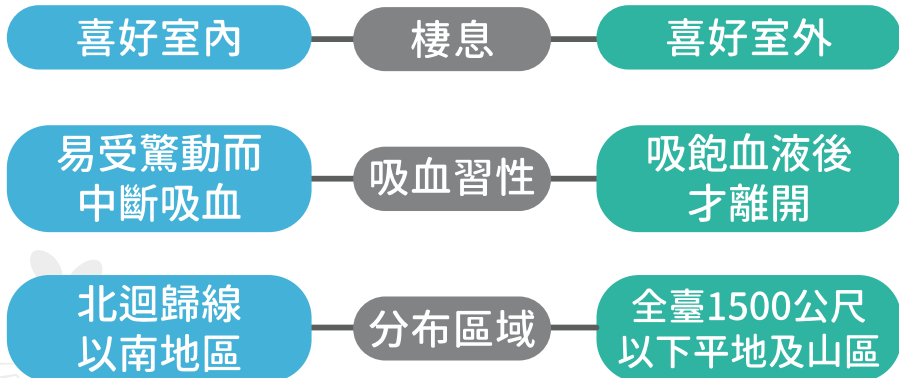 喜好室內
棲息
喜好室外
易受驚動而
中斷吸血
吸血習性
吸飽血液後
才離開
北迴歸線
以南地區
分布區域
全臺1500公尺
以下平地及山區